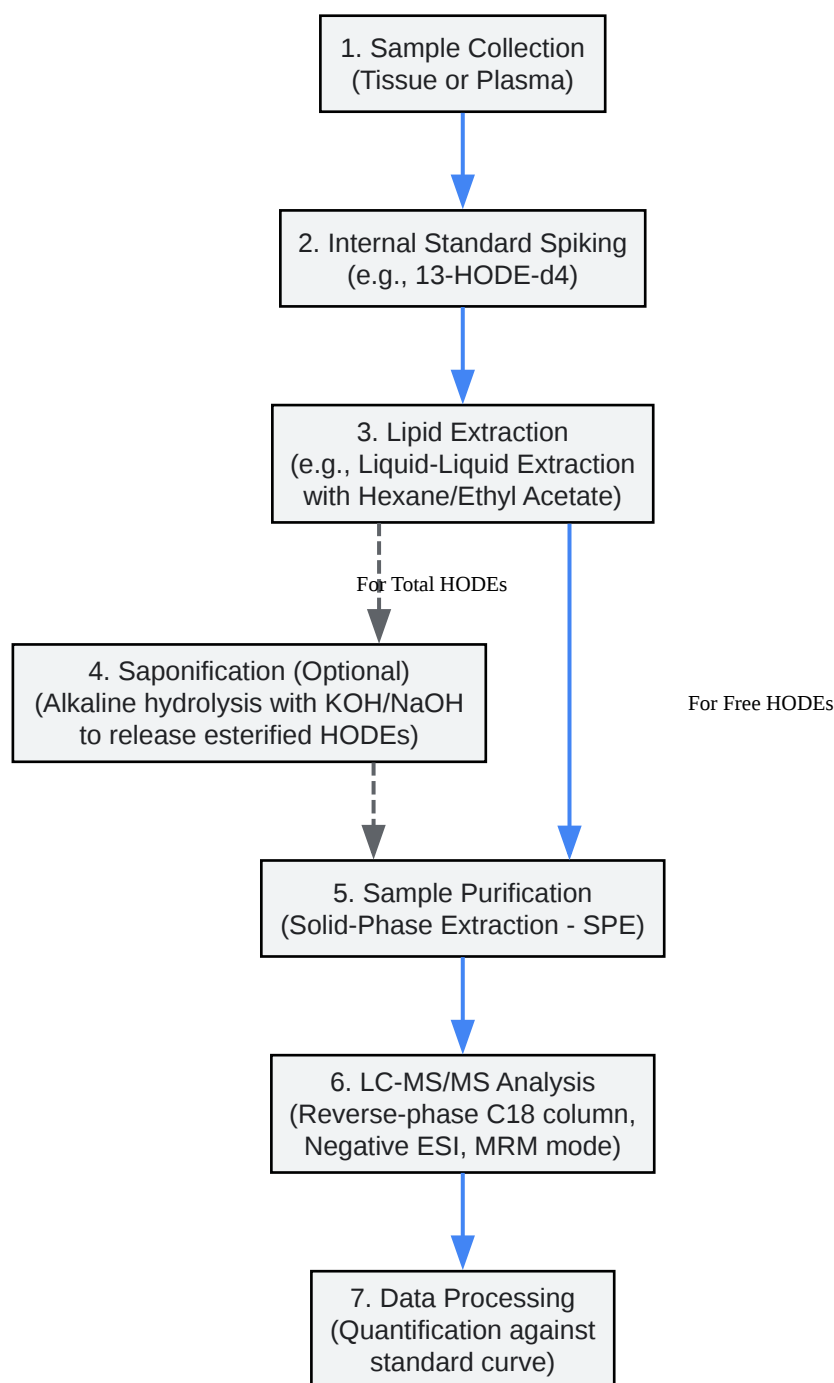 1. Sample Collection
(Tissue or Plasma)
2. Internal Standard Spiking
(e.g., 13-HODE-d4)
3. Lipid Extraction
(e.g., Liquid-Liquid Extraction
with Hexane/Ethyl Acetate)
For Total HODEs
4. Saponification (Optional)
(Alkaline hydrolysis with KOH/NaOH
to release esterified HODEs)
For Free HODEs
5. Sample Purification
(Solid-Phase Extraction - SPE)
6. LC-MS/MS Analysis
(Reverse-phase C18 column,
Negative ESI, MRM mode)
7. Data Processing
(Quantification against
standard curve)